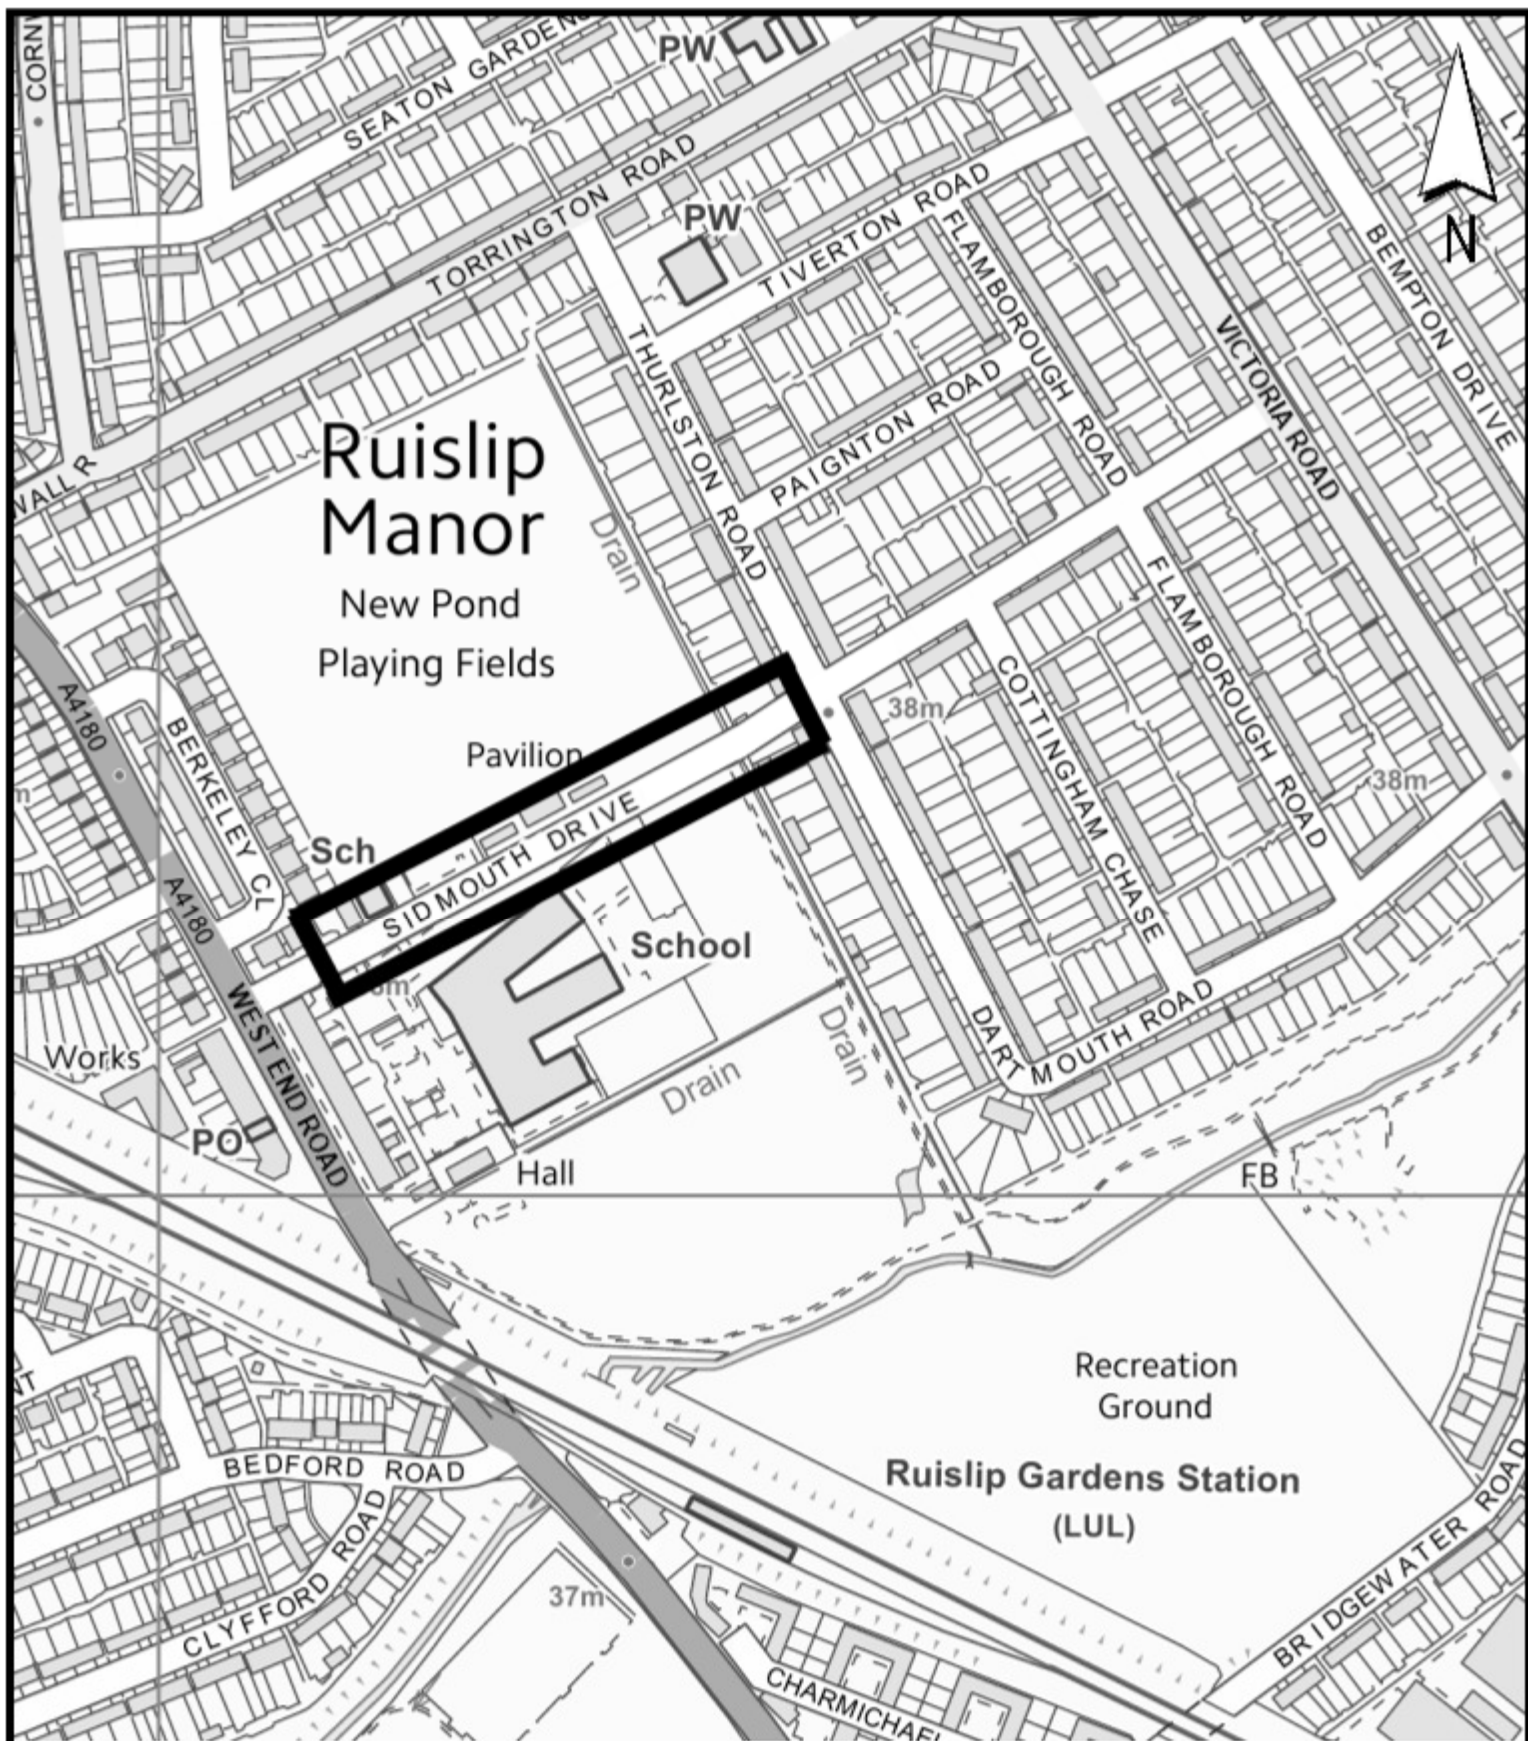 CORNW
SEATON GARDENS
PW
TORRINGTON ROAD
PW
TIVERTON ROAD
FLAMBOROUGH ROAD
N
BEMPTON DRIVE
VICTORIA ROAD
THURLSTON ROAD
PAIGNTON ROAD
WALL R
Ruislip
Manor
New Pond
Playing Fields
Drain
FLAMBOROUGH ROAD
COTTINGHAM CHASE
38m
38m
A4180
BERKELEY CL
Pavilion
Sch
SIDMOUTH DRIVE
A4180
School
WEST END ROAD
Works
PO
Hall
Drain
Drain
DARTMOUTH ROAD
FB
Recreation
Ground
Ruislip Gardens Station
(LUL)
BEDFORD ROAD
CLYFFORD ROAD
37m
BRIDGEWATER ROAD
CHARMICHAEL